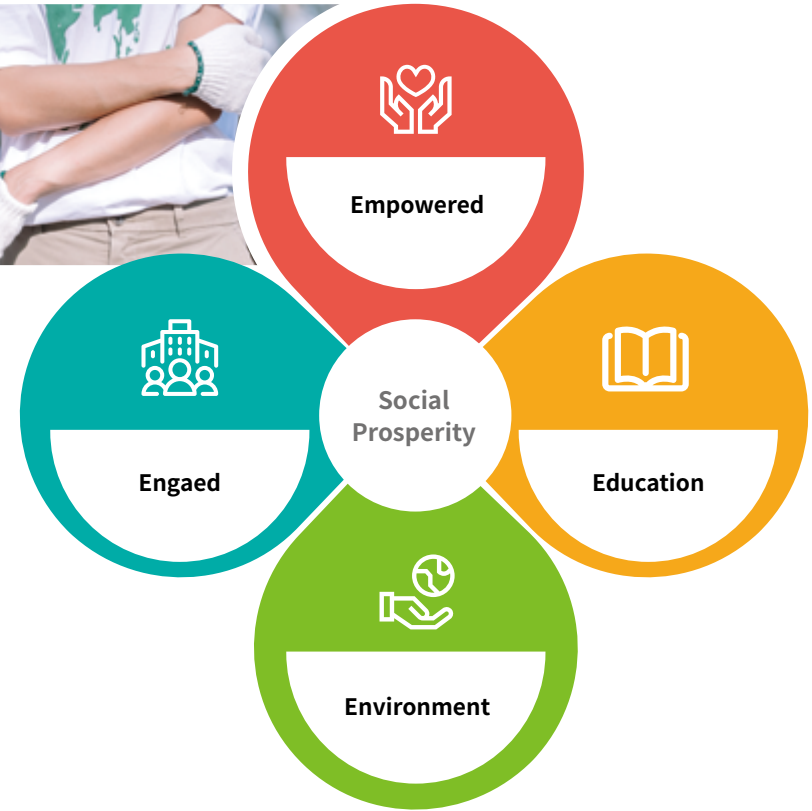 Empowered
Social
Prosperity
Engaed
Education
Environment